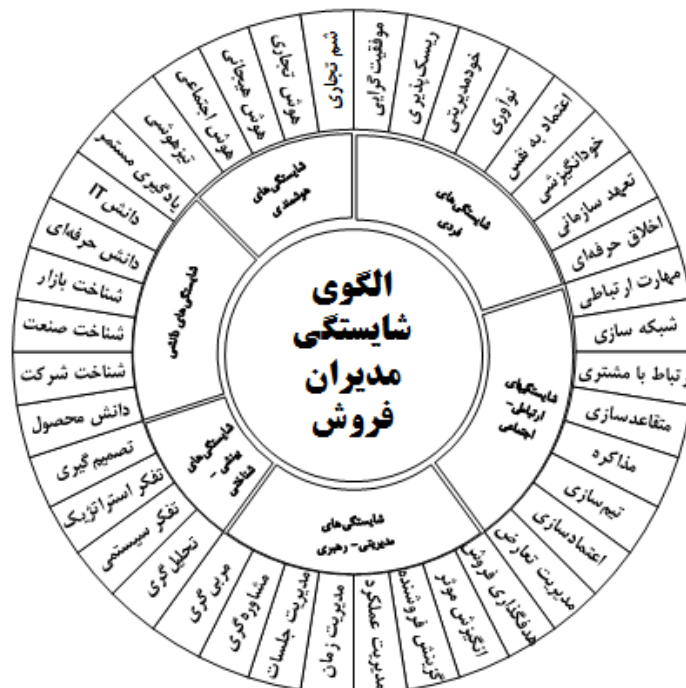 الگوی
شایستگی
مدیران
فروش
شایستگی‌های
فردی
موفقیت‌گرایی
ریسک‌پذیری
خودمدیریتی
نوآوری
اعتماد به نفس
خودانگیزشی
تعهد سازمانی
اخلاق حرفه‌ای
شایستگیهای
ارتباطی-
اجتماعی
مهارت ارتباطی
شبکه سازی
رتباط با مشتری
متقاعدسازی
مذاکره
تیم‌سازی
اعتمادسازی
مدیریت تعارض
شایستگی‌های
مدیریتی- رهبری
هدفگذاری فروش
انگیزش موثر
گزینش فروشنده
مدیریت عملکرد
مدیریت زمان
مدیریت جلسات
مشاوره‌گری
مربی‌گری
شایستگی‌های
بینشی -
شناختی
تحلیل‌گری
تفکر سیستمی
تفکر استراتژیک
تصمیم‌گیری
شایستگی‌های دانشی
دانش محصول
شناخت شرکت
شناخت صنعت
شناخت بازار
دانش حرفه‌ای
دانش IT
یادگیری مستمر
شایستگی‌های
هوشمندی
تیزهوشی
هوش اجتماعی
هوش هیجانی
هوش تجاری
شم تجاری